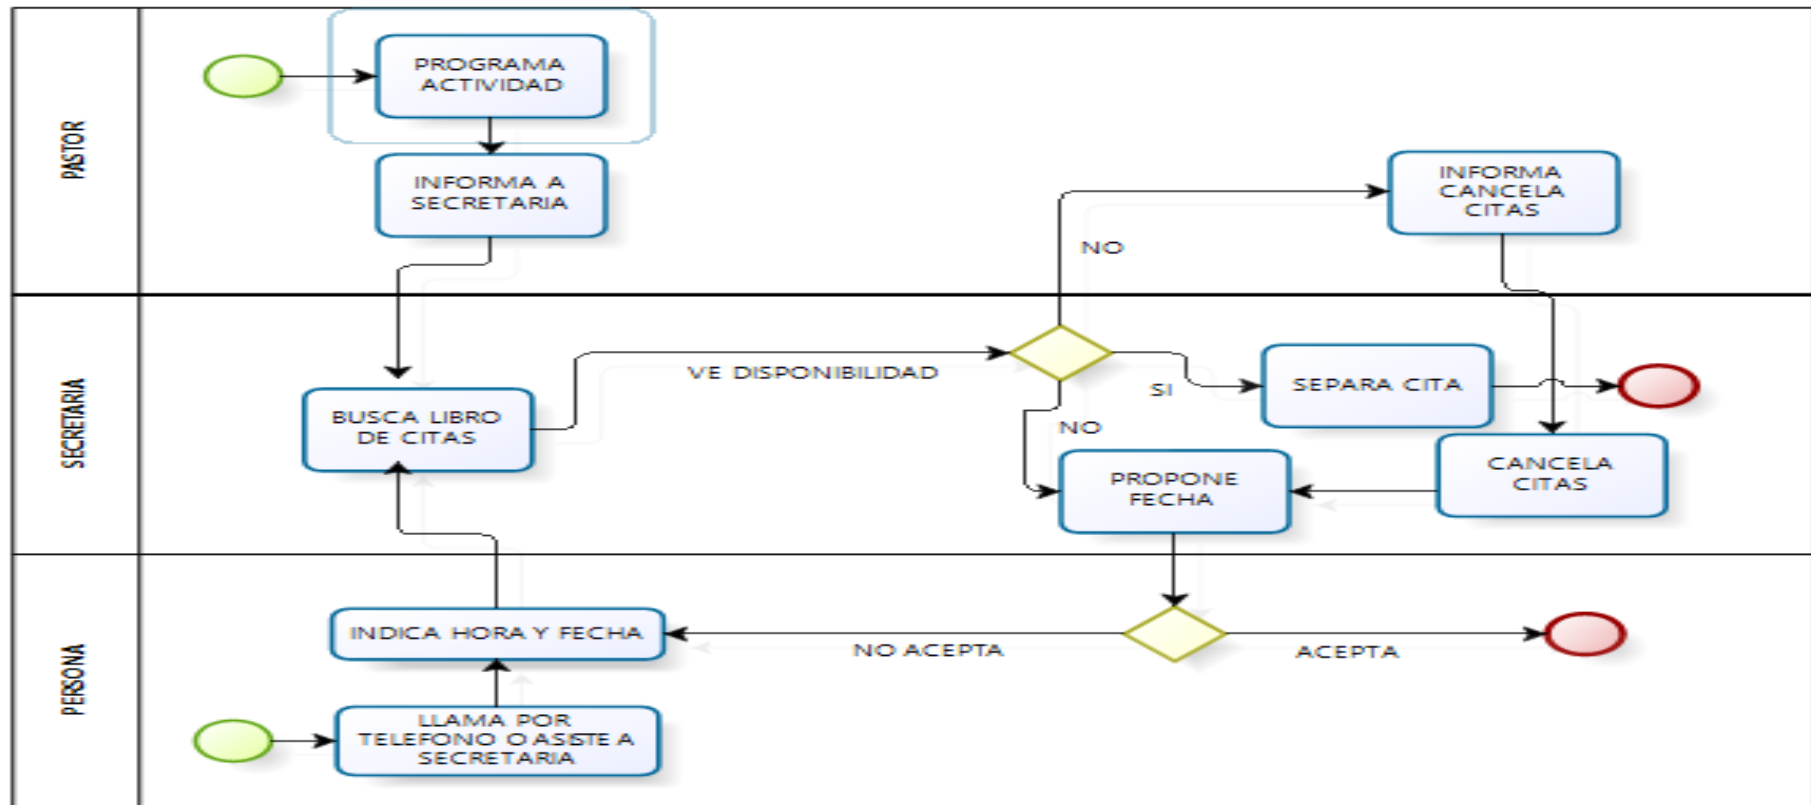 PASTOR
PROGRAMA
ACTIVIDAD
INFORMA A
SECRETARIA
INFORMA
CANCELA
CITAS
NO
SECRETARIA
VE DISPONIBILIDAD
SI
SEPARA CITA
BUSCA LIBRO
DE CITAS
NO
PROPONE
FECHA
CANCELA
CITAS
PERSONA
INDICA HORA Y FECHA
NO ACEPTA
ACEPTA
LLAMA POR
TELEFONO O ASISTE A
SECRETARIA